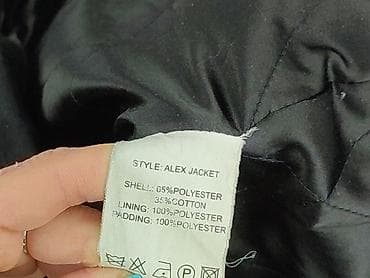 STYLE: ALEX JACKET
SHELL: 65%POLYESTER
35%COTTON
LINING: 100%POLYESTER
PADDING: 100%POLYESTER
P